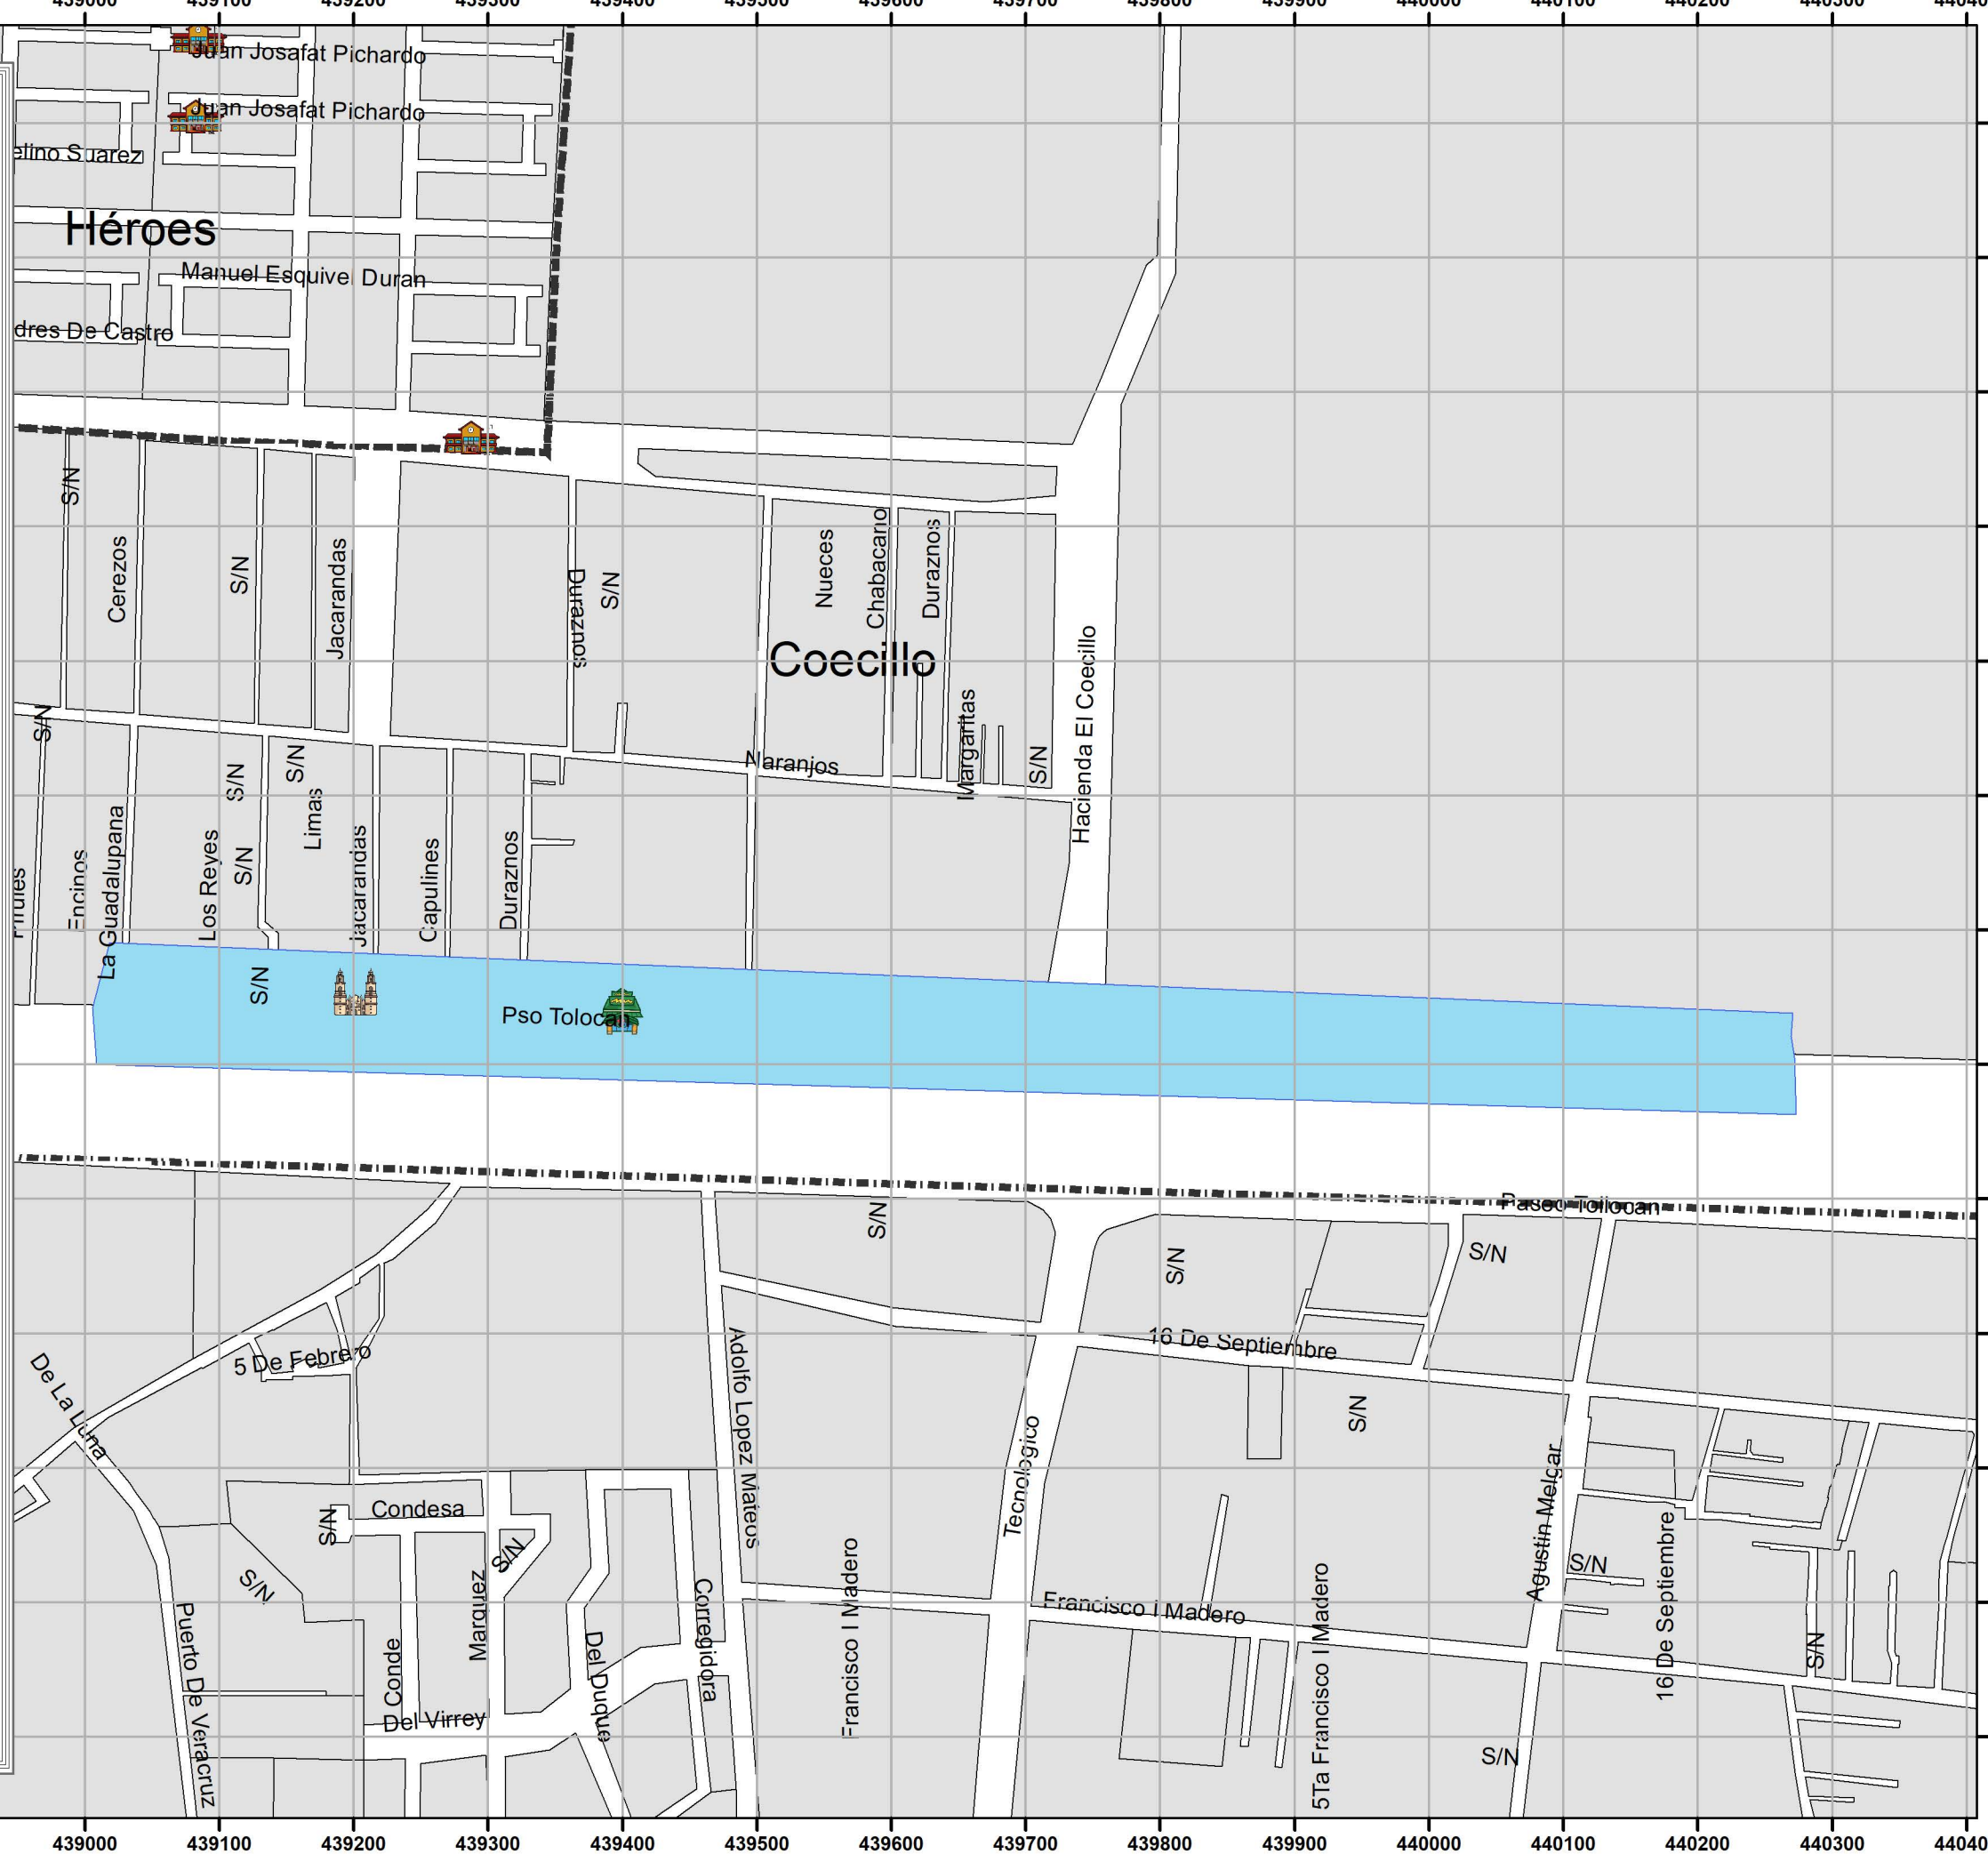 439000 439100 439200 439300 439400 439500 439600 439700 439800 439900 440000 440100 440200 440300
Juan Josafat Pichardo
Juan Josafat Pichardo
elino Suarez
Héroes
Manuel Esquivel Duran
dres De Castro
S/N
Cerezos
S/N
Jacarandas
Duraznos
S/N
Nueces
Chabacano
Duraznos
Coecillo
Hacienda El Coecillo
Margaritas
S/N
S/N
S/N
S/N
Naranjos
Limas
Encinos
La Guadalupana
Los Reyes
S/N
Jacarandas
Capulines
Duraznos
S/N
Pso Tolocan
Paseo Tollocan
S/N
S/N
S/N
16 De Septiembre
5 De Febrero
De La Luna
Adolfo Lopez Mateos
Tecnologico
S/N
Agustin Melgar
Condesa
S/N
S/N
S/N
Marquez
Conde
Puerto De Veracruz
Del Virrey
Del Duque
Corregidora
Francisco I Madero
Francisco I Madero
5Ta Francisco I Madero
S/N
16 De Septiembre
S/N
S/N
439000 439100 439200 439300 439400 439500 439600 439700 439800 439900 440000 440100 440200 440300